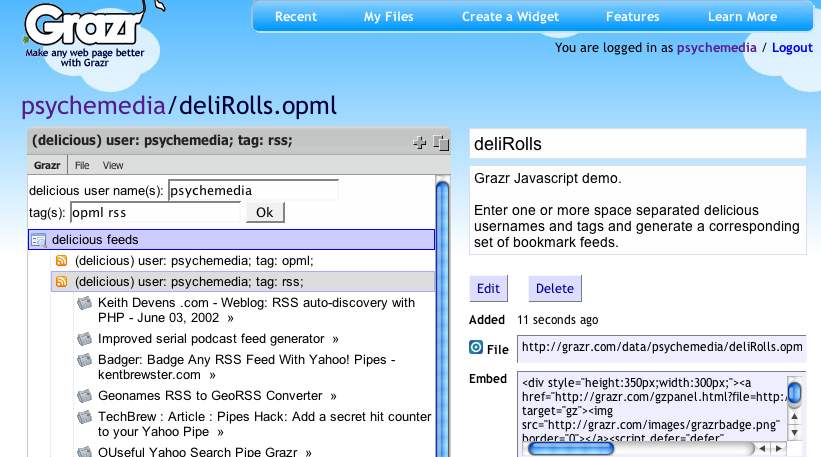 Grazr
Make any web page better
with Grazr
Recent My Files Create a Widget Features Learn More
You are logged in as psychemedia / Logout
psychemedia/deliRolls.opml
(delicious) user: psychemedia; tag: rss;
Grazr File View
delicious user name(s): psychemedia
tag(s): opml rss Ok
delicious feeds
(delicious) user: psychemedia; tag: opml;
(delicious) user: psychemedia; tag: rss;
Keith Devens .com - Weblog: RSS auto-discovery with
PHP - June 03, 2002 »
Improved serial podcast feed generator »
Badger: Badge Any RSS Feed With Yahoo! Pipes -
kentbrewster.com »
Geonames RSS to GeoRSS Converter »
TechBrew : Article : Pipes Hack: Add a secret hit counter
to your Yahoo Pipe »
OUseful Yahoo Search Pipe Grazr »
deliRolls
Grazr Javascript demo.
Enter one or more space separated delicious
usernames and tags and generate a corresponding
set of bookmark feeds.
Edit Delete
Added 11 seconds ago
File http://grazr.com/data/psychemedia/deliRolls.opm
Embed <div style="height:350px;width:300px;"><a
href="http://grazr.com/gzpanel.html?file=http:/
target="gz"><img
src="http://grazr.com/images/grazrbadge.png"
border="0"></a><script defer="defer"